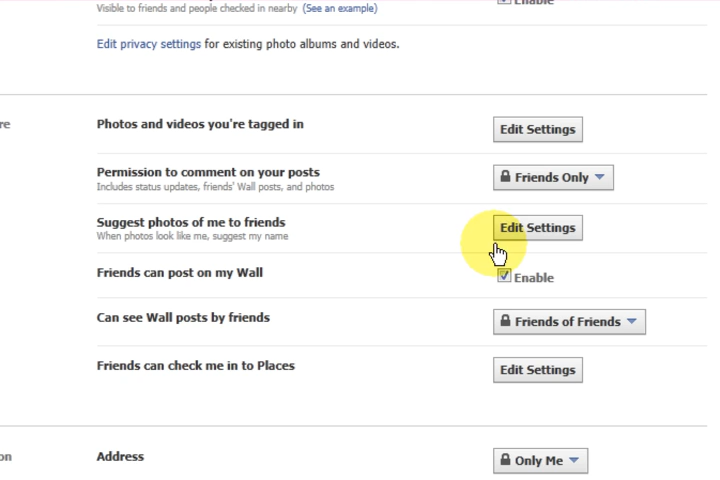 Visible to friends and people checked in nearby (See an example)
Enable
Edit privacy settings for existing photo albums and videos.
re
Photos and videos you're tagged in
Edit Settings
Permission to comment on your posts
Includes status updates, friends' Wall posts, and photos
Friends Only
Suggest photos of me to friends
When photos look like me, suggest my name
Edit Settings
Friends can post on my Wall
Enable
Can see Wall posts by friends
Friends of Friends
Friends can check me in to Places
Edit Settings
on
Address
Only Me